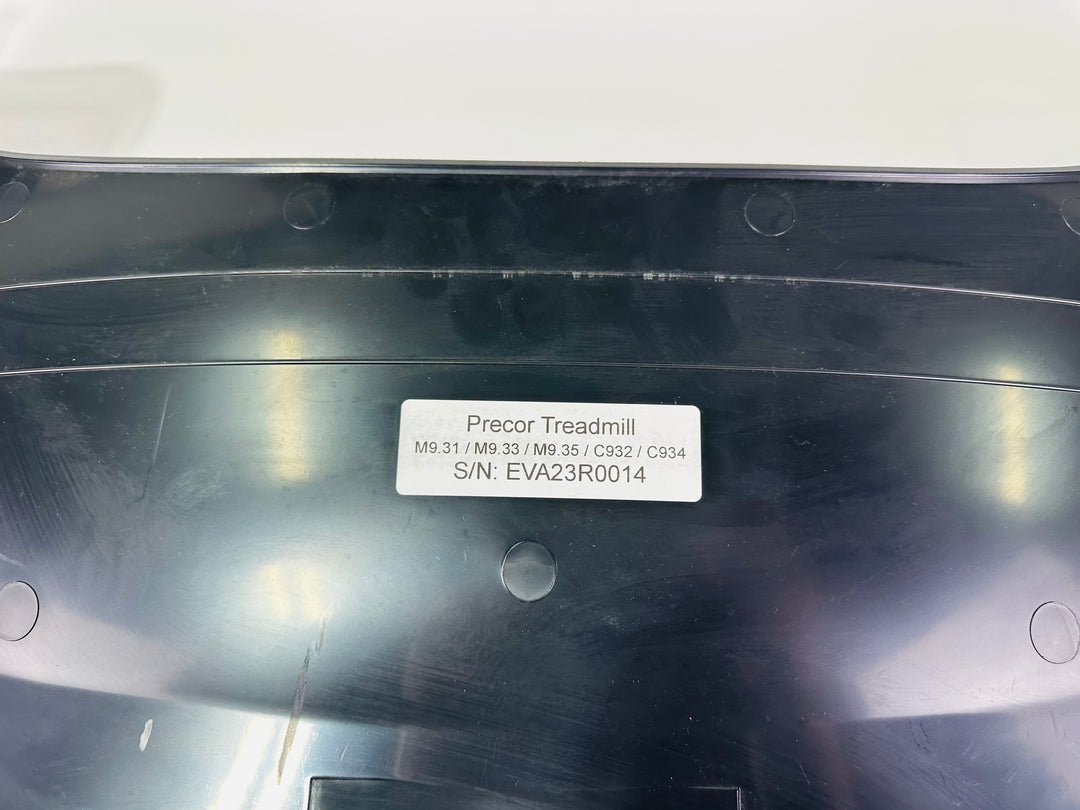 Precor Treadmill
M9.31 / M9.33 / M9.35 / C932 / C934
S/N: EVA23R0014